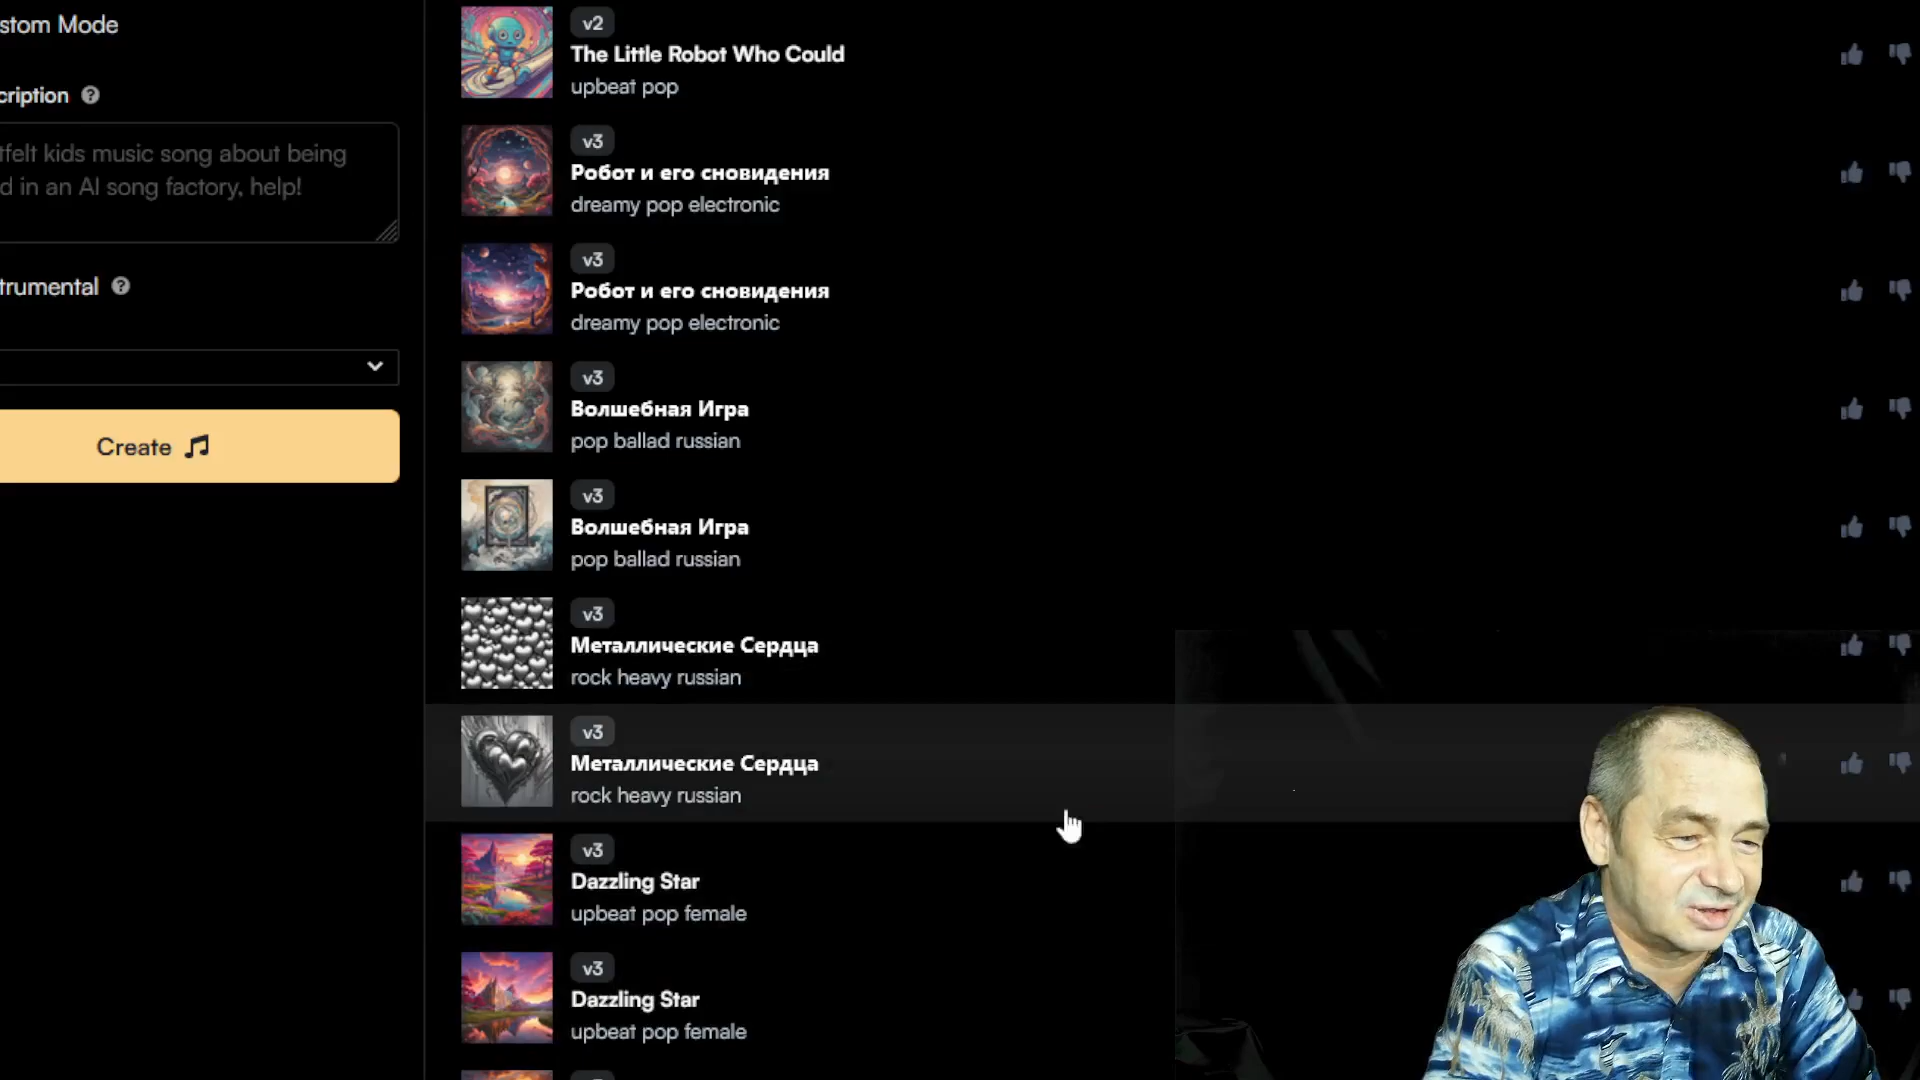 stom Mode
cription
tfelt kids music song about being
d in an AI song factory, help!
trumental
Create
v2
The Little Robot Who Could
upbeat pop
v3
Робот и его сновидения
dreamy pop electronic
v3
Робот и его сновидения
dreamy pop electronic
v3
Волшебная Игра
pop ballad russian
v3
Волшебная Игра
pop ballad russian
v3
Металлические Сердца
rock heavy russian
v3
Металлические Сердца
rock heavy russian
v3
Dazzling Star
upbeat pop female
v3
Dazzling Star
upbeat pop female